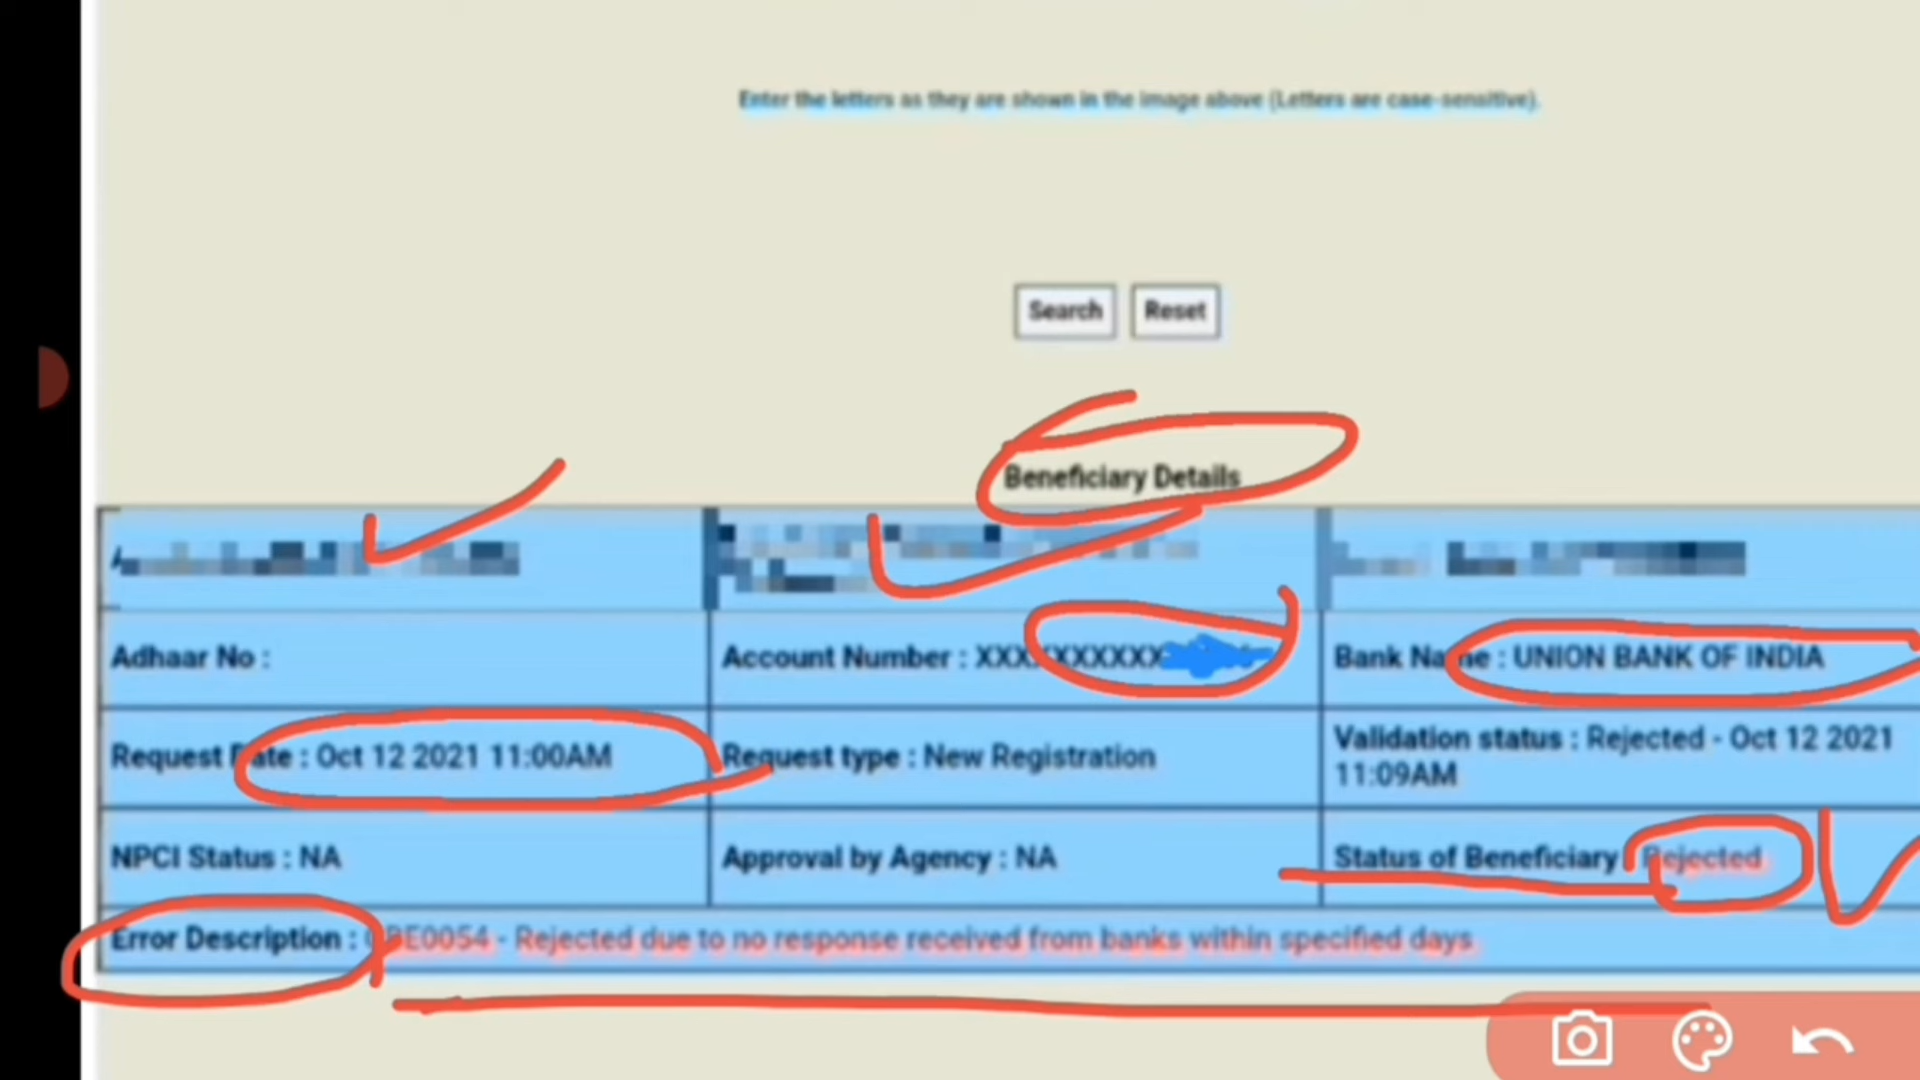 Enter the letters as they are shown in the image above (Letters are case-sensitive).
Search Reset
Beneficiary Details
Adhaar No :
Account Number : XXXXXXXXXX
Bank Name : UNION BANK OF INDIA
Request Date : Oct 12 2021 11:00AM
Request type : New Registration
Validation status : Rejected - Oct 12 2021
11:09AM
NPCI Status : NA
Approval by Agency : NA
Status of Beneficiary Rejected
Error Description : - Rejected due to no response received from banks within specified days